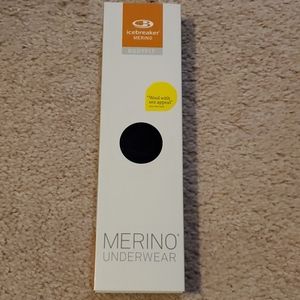 icebreaker
MERINO
BODYFIT
"Wool with
sex appeal"
MERINO
UNDERWEAR